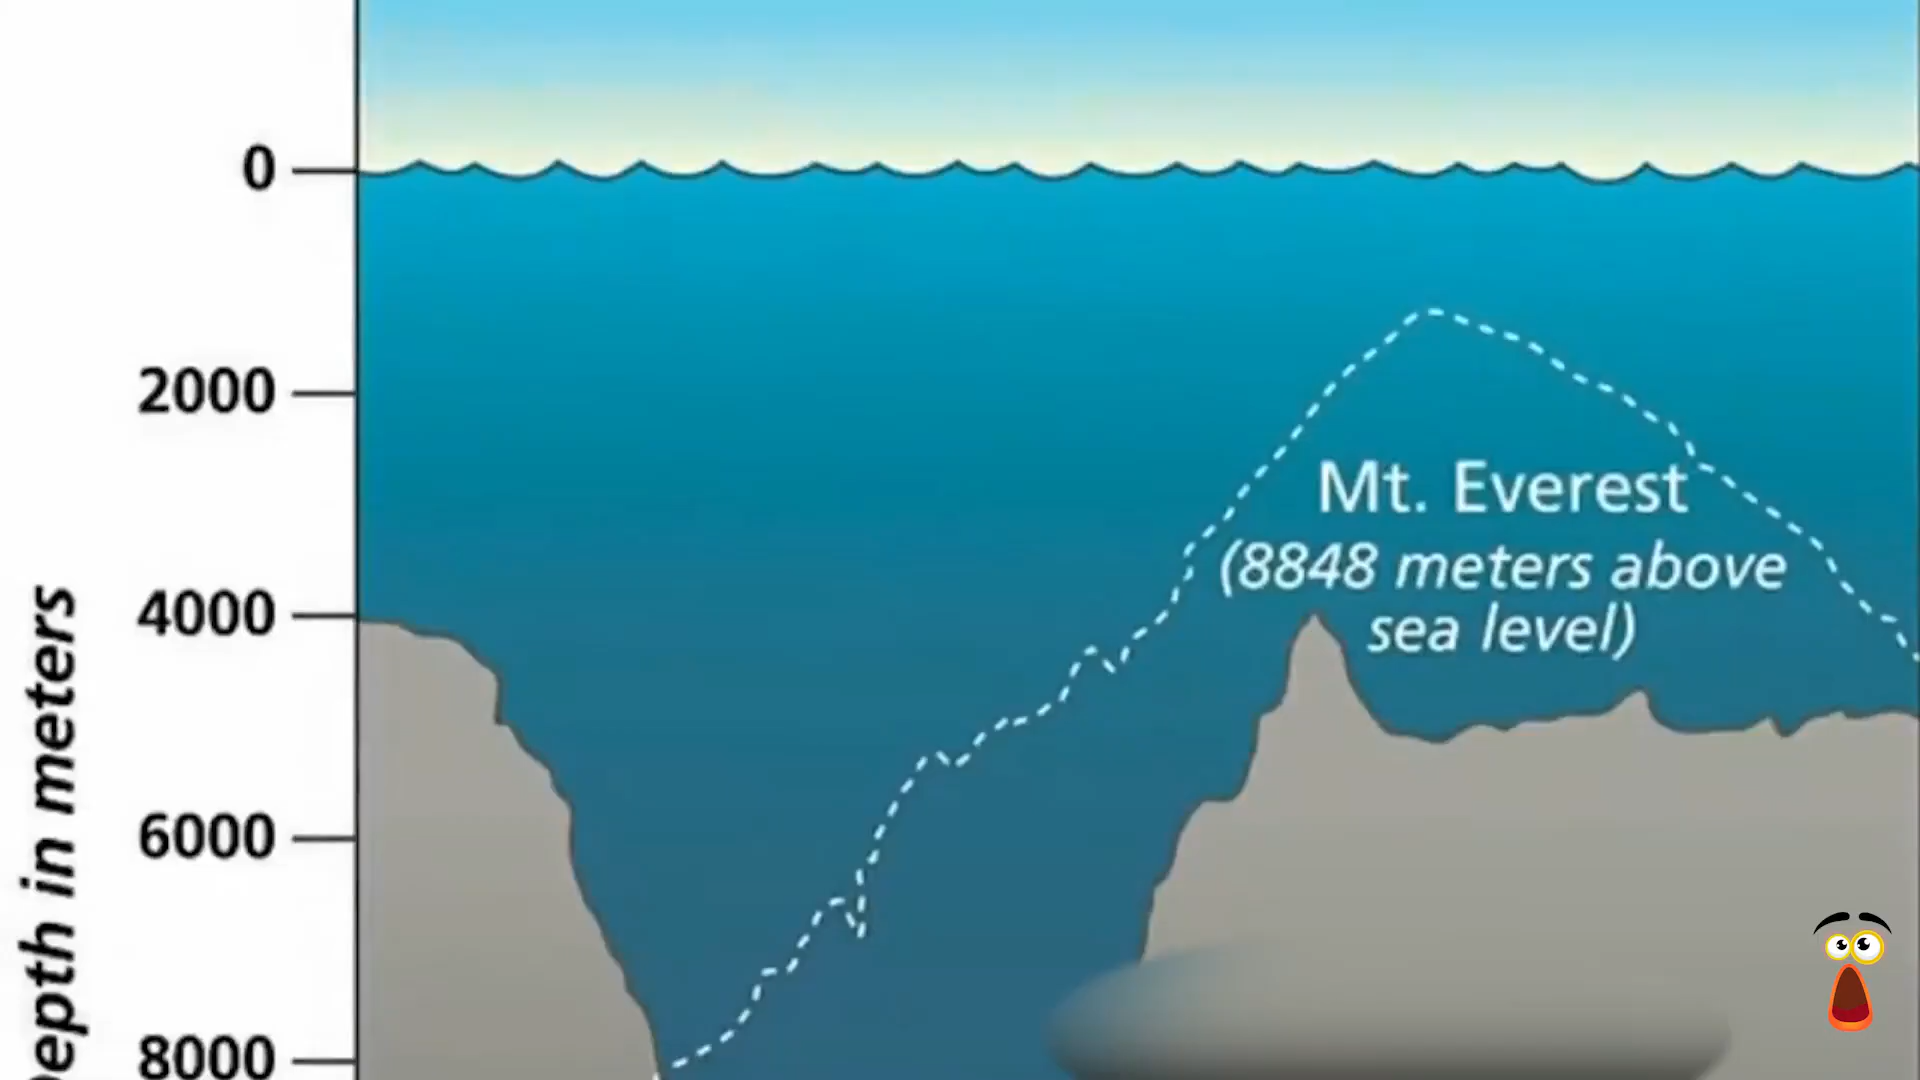 0
2000
4000
6000
8000
depth in meters
Mt. Everest
(8848 meters above
sea level)